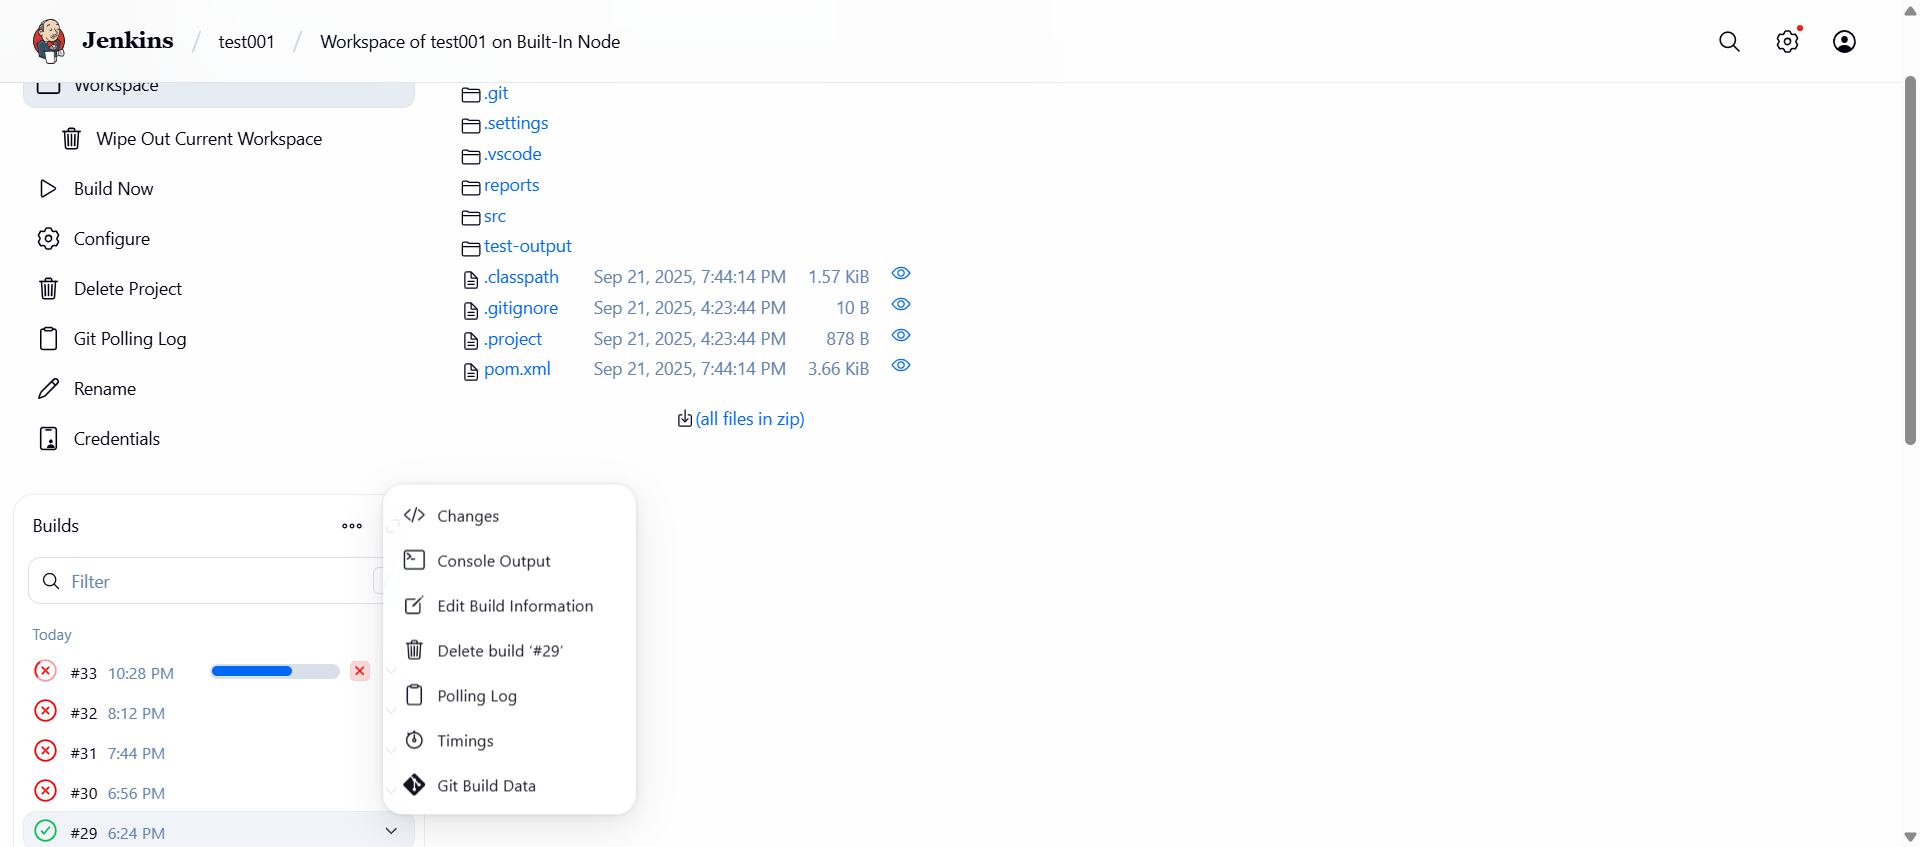 Jenkins / test001 / Workspace of test001 on Built-In Node
Workspace
Wipe Out Current Workspace
Build Now
Configure
Delete Project
Git Polling Log
Rename
Credentials
.git
.settings
.vscode
reports
src
test-output
.classpath Sep 21, 2025, 7:44:14 PM 1.57 KiB
.gitignore Sep 21, 2025, 4:23:44 PM 10 B
.project Sep 21, 2025, 4:23:44 PM 878 B
pom.xml Sep 21, 2025, 7:44:14 PM 3.66 KiB
(all files in zip)
Builds
Filter
Today
#33 10:28 PM
#32 8:12 PM
#31 7:44 PM
#30 6:56 PM
#29 6:24 PM
Changes
Console Output
Edit Build Information
Delete build ‘#29’
Polling Log
Timings
Git Build Data